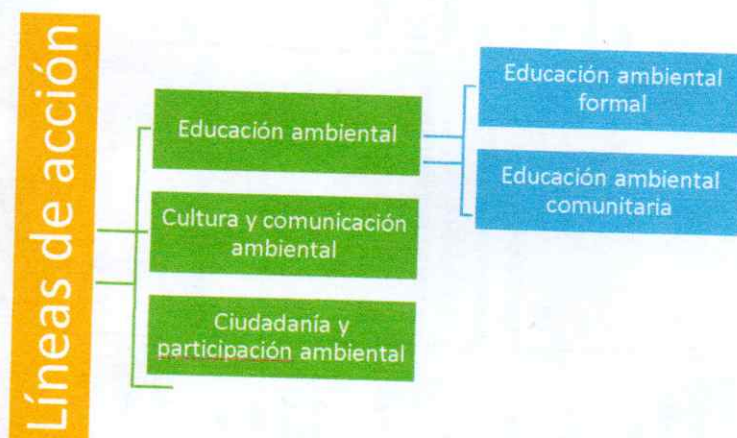 Líneas de acción
Educación ambiental
Educación ambiental
formal
Educación ambiental
comunitaria
Cultura y comunicación
ambiental
Ciudadanía y
participación ambiental